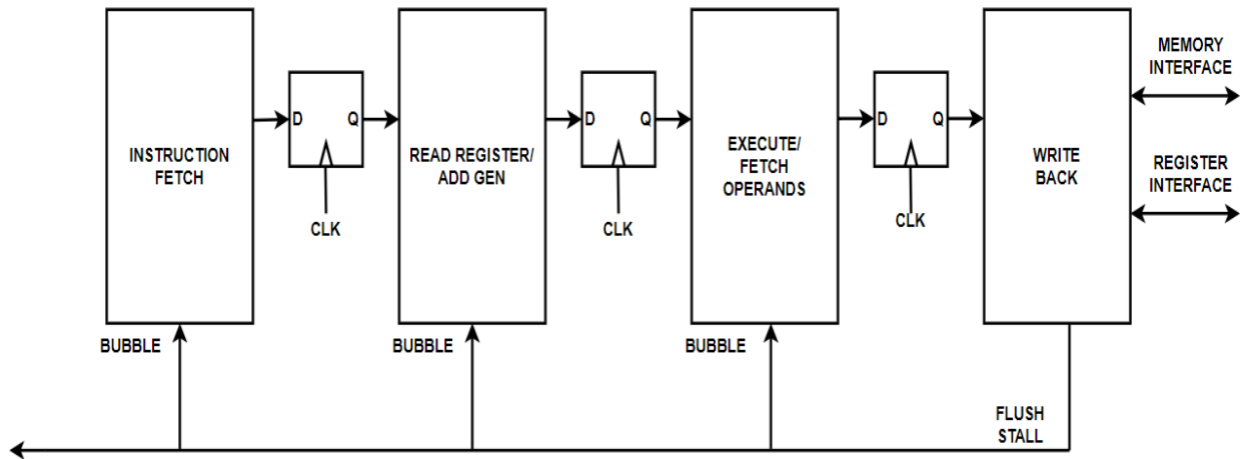 INSTRUCTION
FETCH
D
Q
CLK
READ REGISTER/
ADD GEN
D
Q
CLK
EXECUTE/
FETCH
OPERANDS
D
Q
CLK
WRITE
BACK
MEMORY
INTERFACE
REGISTER
INTERFACE
BUBBLE
BUBBLE
BUBBLE
FLUSH
STALL